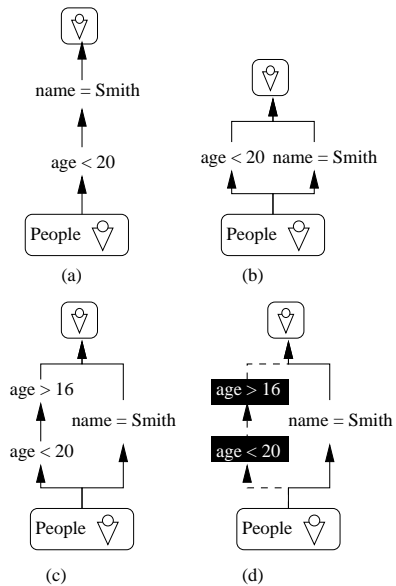 name = Smith
age < 20
People
(a)
age < 20 name = Smith
People
(b)
age > 16
name = Smith
age < 20
People
(c)
age > 16
name = Smith
age < 20
People
(d)